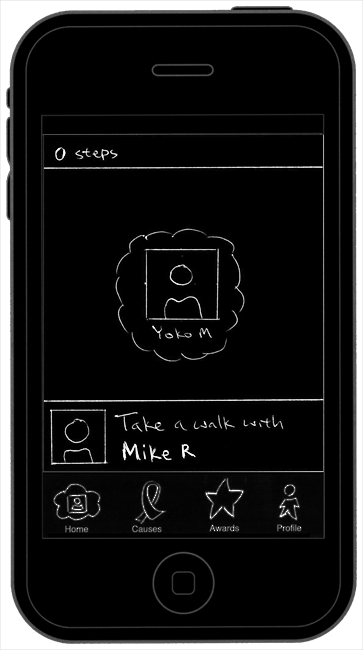 0 steps
Yoko M
Take a walk with
Mike R
Home Causes Awards Profile